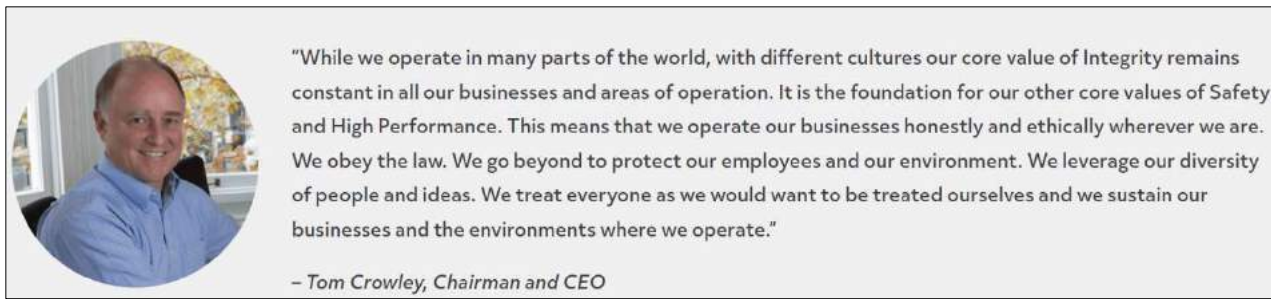 "While we operate in many parts of the world, with different cultures our core value of Integrity remains
constant in all our businesses and areas of operation. It is the foundation for our other core values of Safety
and High Performance. This means that we operate our businesses honestly and ethically wherever we are.
We obey the law. We go beyond to protect our employees and our environment. We leverage our diversity
of people and ideas. We treat everyone as we would want to be treated ourselves and we sustain our
businesses and the environments where we operate."
– Tom Crowley, Chairman and CEO